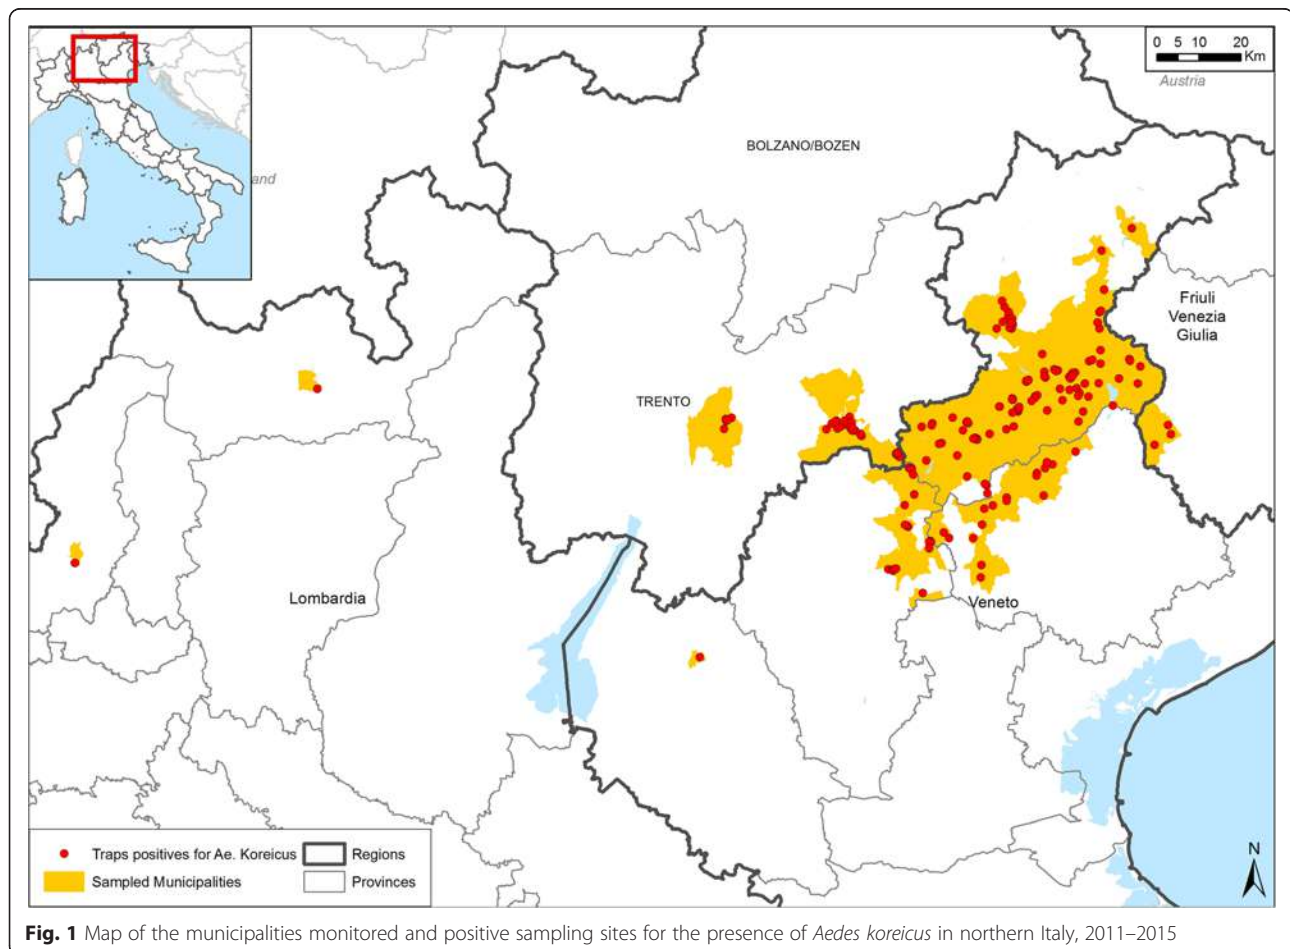 0 5 10 20
Km
Austria
BOLZANO/BOZEN
and
Friuli
Venezia
Giulia
TRENTO
Lombardia
Veneto
Traps positives for Ae. Koreicus
Regions
Sampled Municipalities
Provinces
N
Fig. 1 Map of the municipalities monitored and positive sampling sites for the presence of Aedes koreicus in northern Italy, 2011–2015